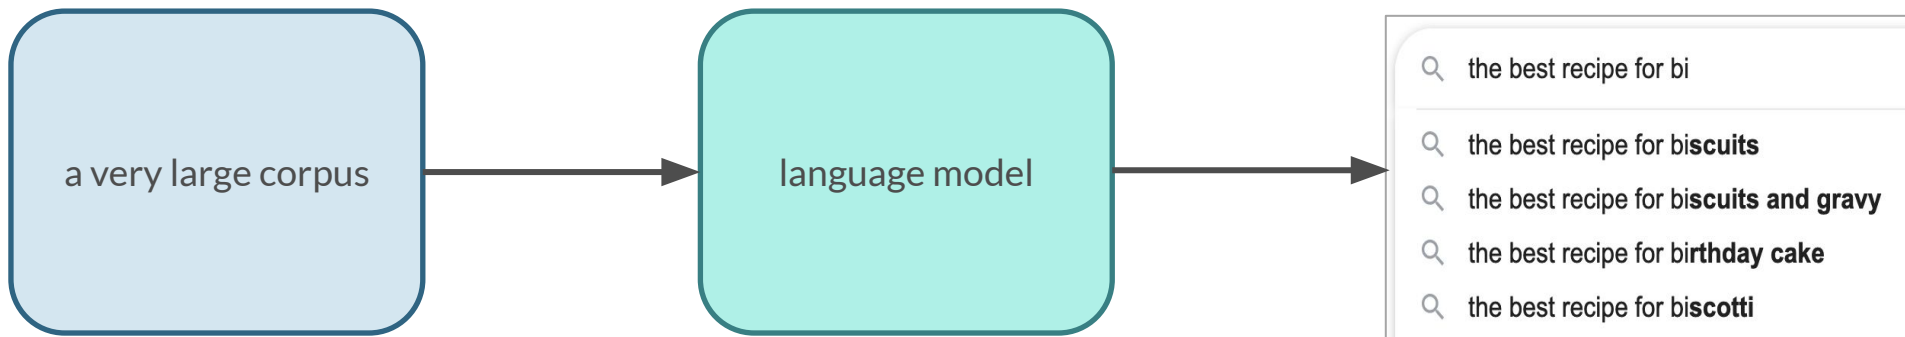 a very large corpus
language model
the best recipe for bi
the best recipe for biscuits
the best recipe for biscuits and gravy
the best recipe for birthday cake
the best recipe for biscotti